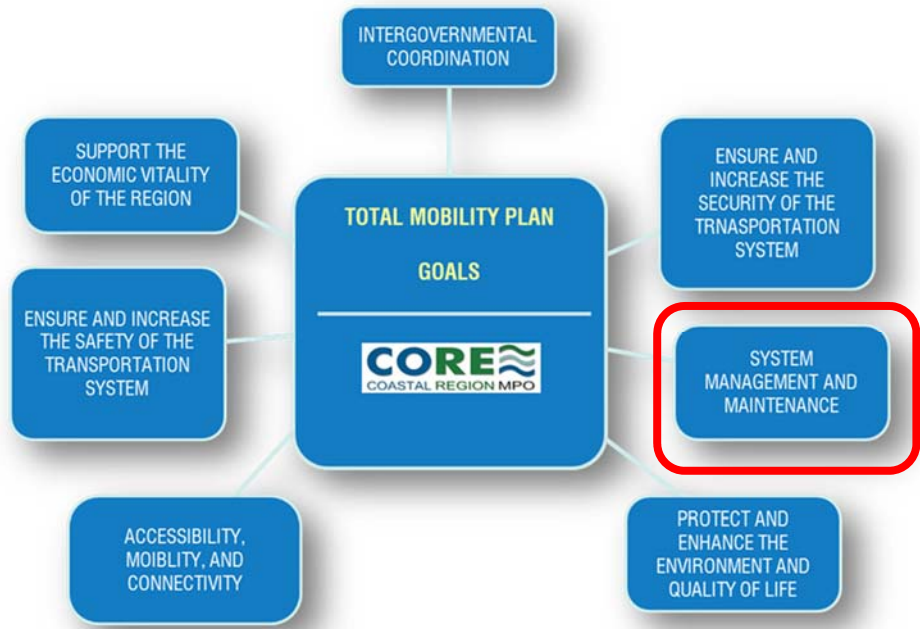 INTERGOVERNMENTAL
COORDINATION
SUPPORT THE
ECONOMIC VITALITY
OF THE REGION
ENSURE AND
INCREASE THE
SECURITY OF THE
TRNASPORTATION
SYSTEM
TOTAL MOBILITY PLAN
GOALS
CORE
COASTAL REGION MPO
ENSURE AND INCREASE
THE SAFETY OF THE
TRANSPORTATION
SYSTEM
SYSTEM
MANAGEMENT AND
MAINTENANCE
ACCESSIBILITY,
MOIBLITY, AND
CONNECTIVITY
PROTECT AND
ENHANCE THE
ENVIRONMENT AND
QUALITY OF LIFE